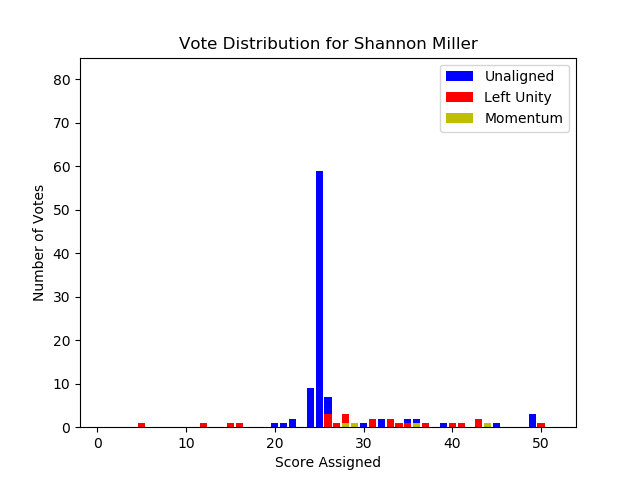 Vote Distribution for Shannon Miller
Unaligned
Left Unity
Momentum
Number of Votes
80
70
60
50
40
30
20
10
0
0 10 20 30 40 50
Score Assigned